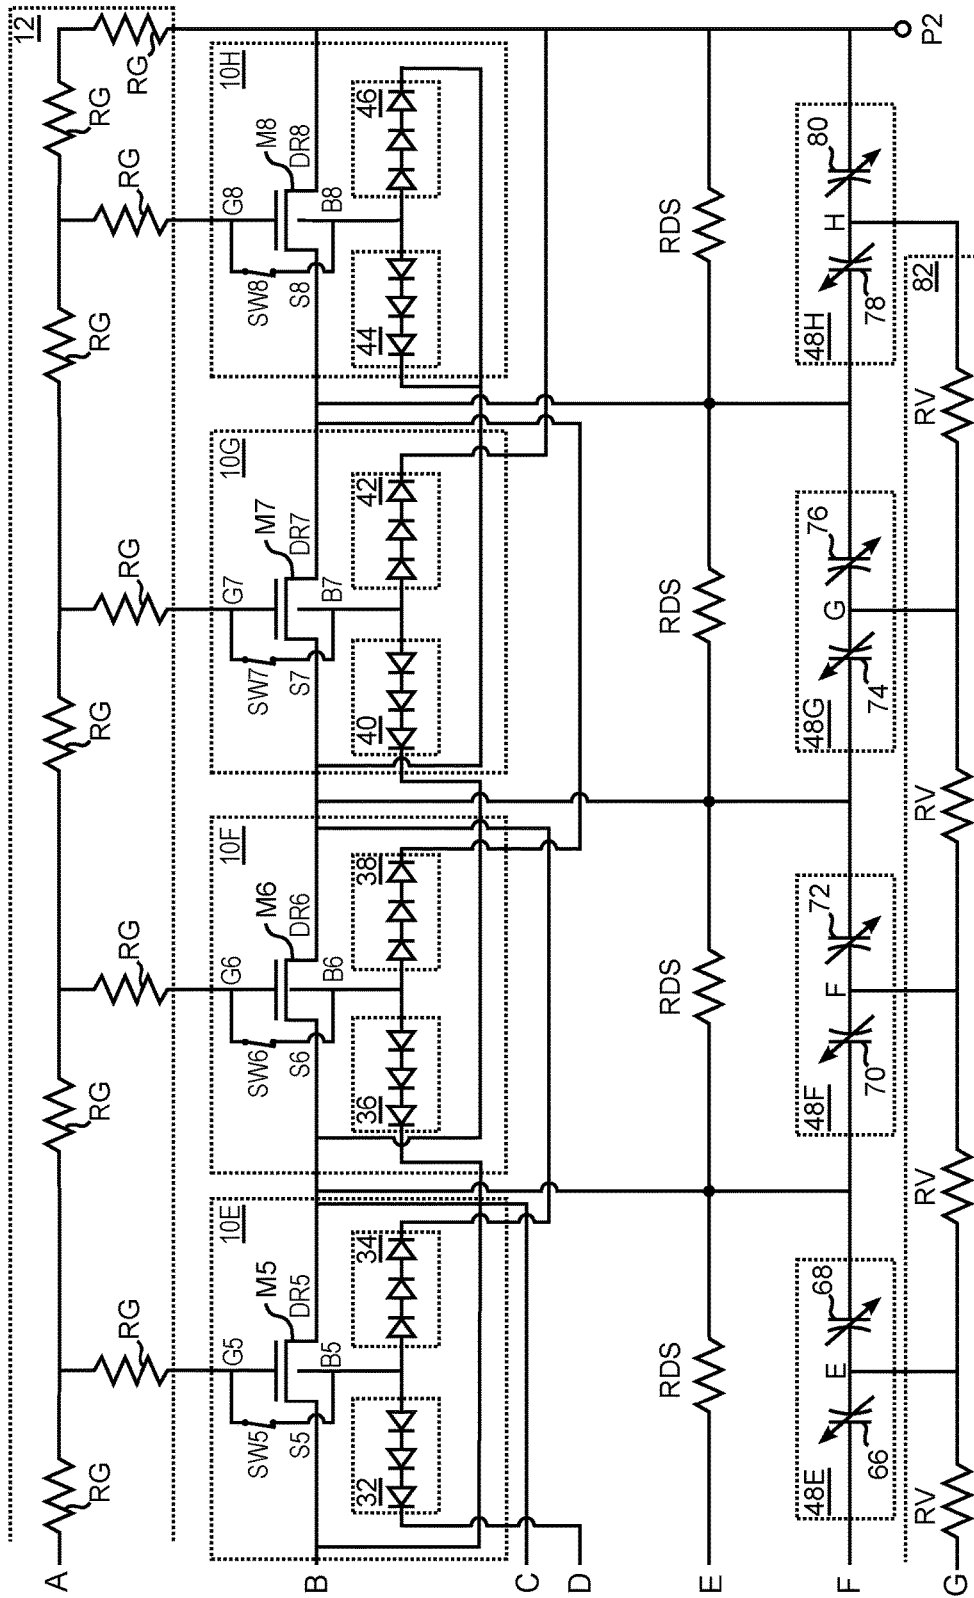 12
A
RG RG RG RG RG
RG RG RG RG RG
G5 10E G6 10F G7 10G G8 10H
SW5 M5 SW6 M6 SW7 M7 SW8 M8
S5 DR5 S6 DR6 S7 DR7 S8 DR8
B
B5 B6 B7 B8
32 34 36 38 40 42 44 46
C
D
RDS RDS RDS RDS
E
48E 68 48F 72 48G 76 48H 80
E F G H
F
66 70 74 78
RV RV RV RV 82
P2
G